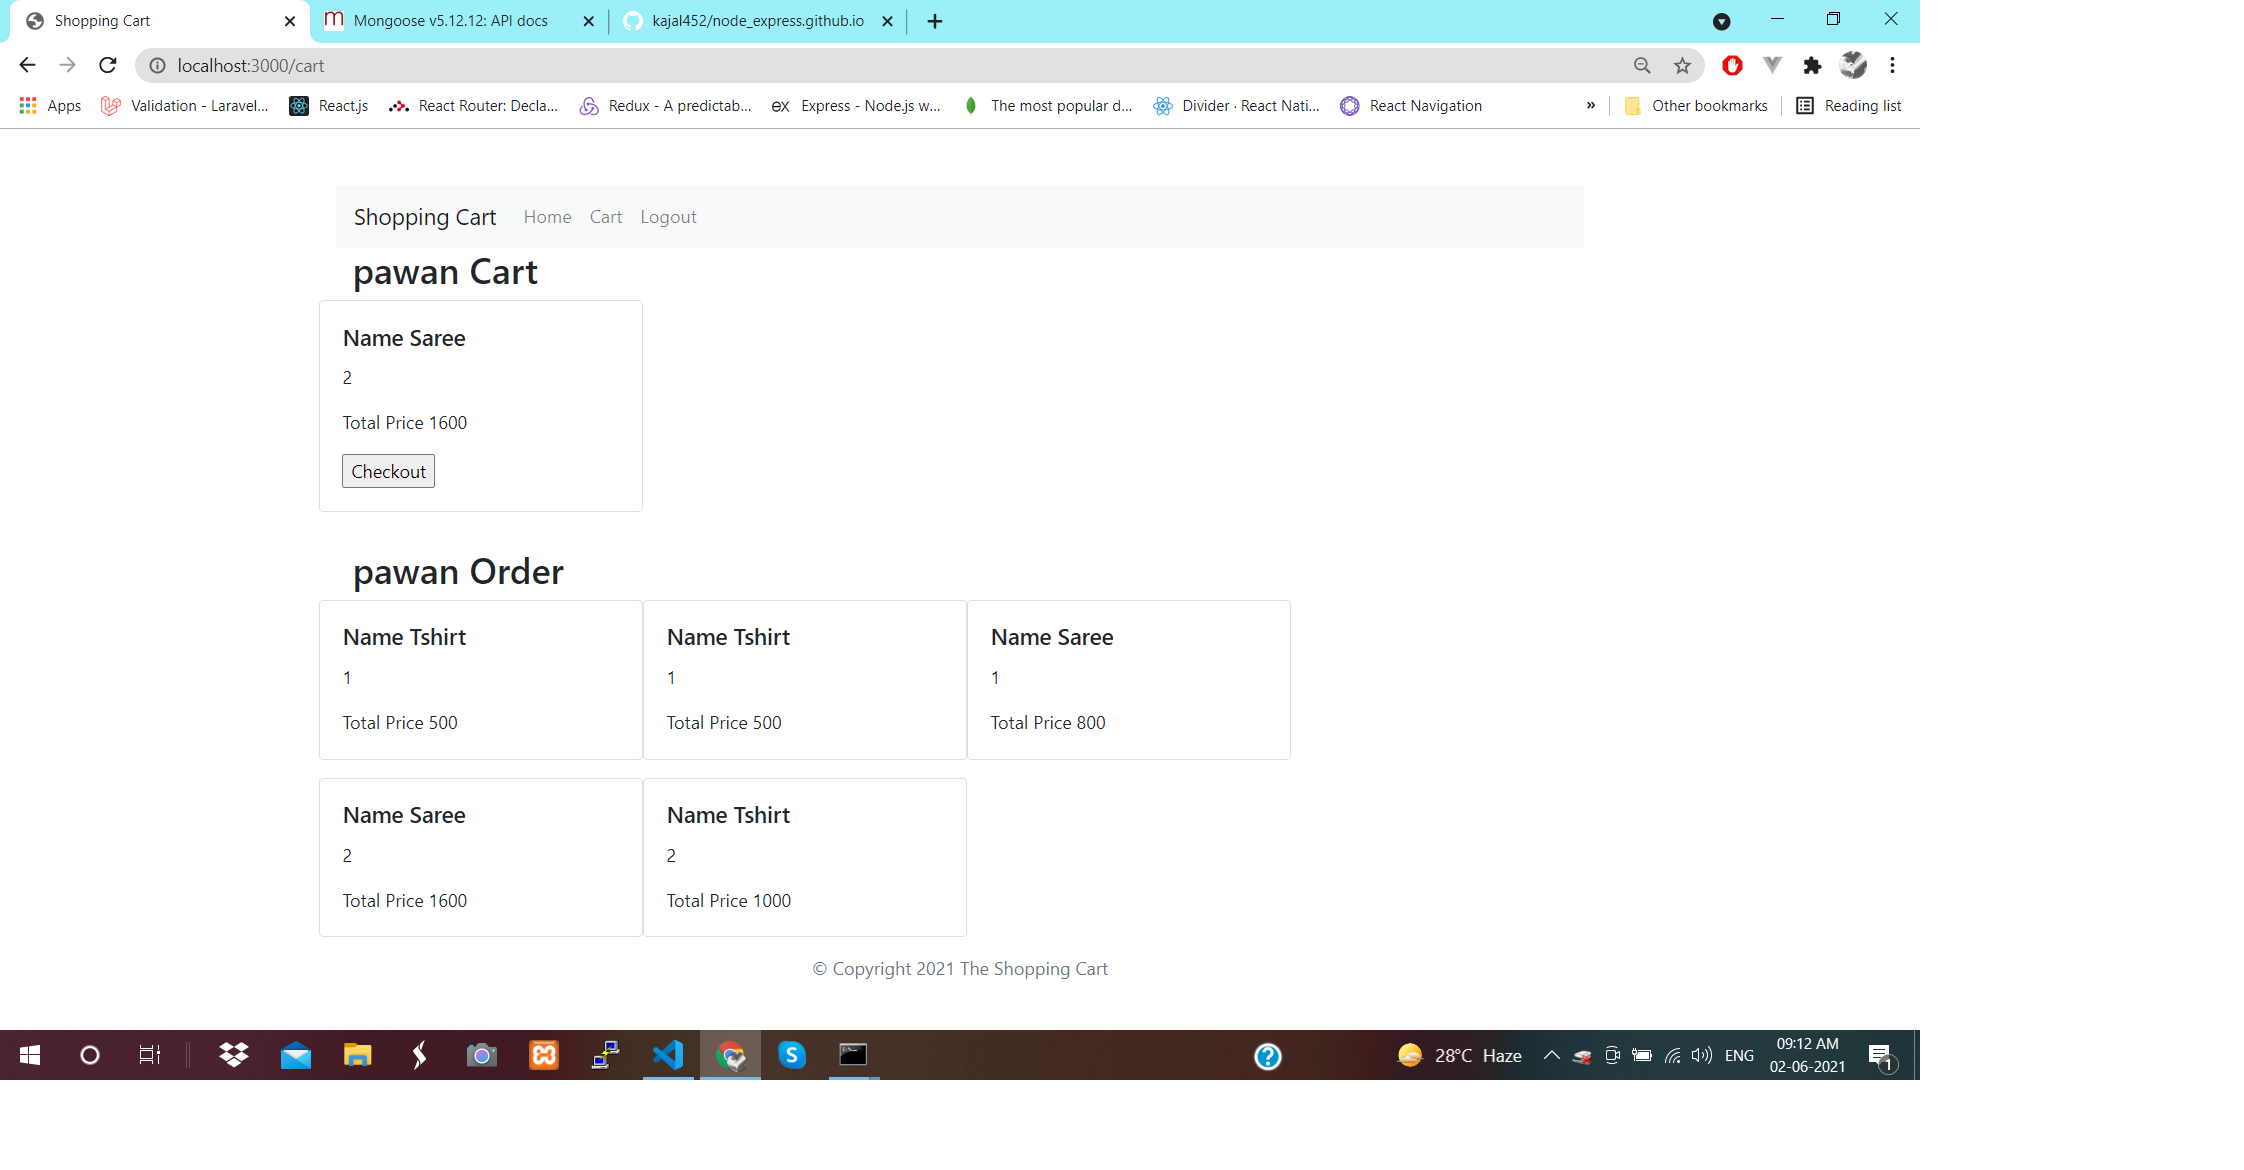 Shopping Cart
Mongoose v5.12.12: API docs
kajal452/node_express.github.io
localhost:3000/cart
Apps
Validation - Laravel...
React.js
React Router: Decla...
Redux - A predictab...
EX Express - Node.js w...
The most popular d...
Divider · React Nati...
React Navigation
»
Other bookmarks
Reading list
Shopping Cart Home Cart Logout
pawan Cart
Name Saree
2
Total Price 1600
Checkout
pawan Order
Name Tshirt
1
Total Price 500
Name Tshirt
1
Total Price 500
Name Saree
1
Total Price 800
Name Saree
2
Total Price 1600
Name Tshirt
2
Total Price 1000
© Copyright 2021 The Shopping Cart
28°C Haze
ENG
09:12 AM
02-06-2021
1